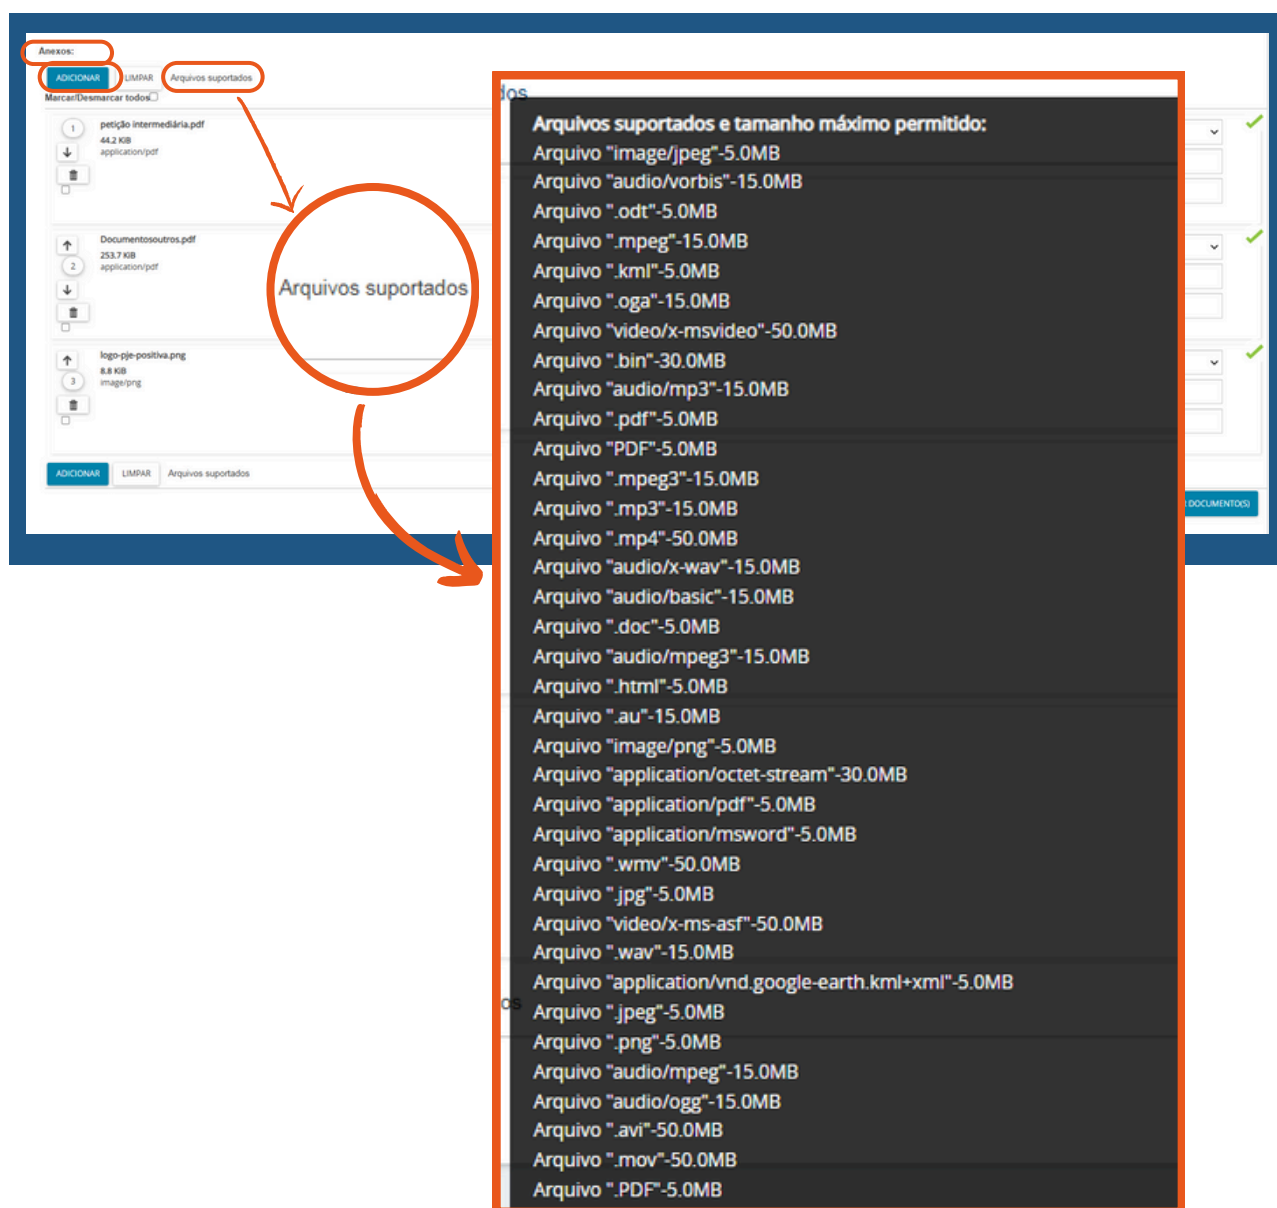 Anexos:
ADICIONAR LIMPAR Arquivos suportados
Marcar/Desmarcar todos
1 petição intermediária.pdf
44.2 KiB
application/pdf
Documentosoutros.pdf
253.7 KiB
2 application/pdf
logo-pje-positiva.png
8.8 KiB
3 image/png
ADICIONAR LIMPAR Arquivos suportados
DOCUMENTO(S)
Arquivos suportados
dos
Arquivos suportados e tamanho máximo permitido:
Arquivo "image/jpeg"-5.0MB
Arquivo "audio/vorbis"-15.0MB
Arquivo ".odt"-5.0MB
Arquivo ".mpeg"-15.0MB
Arquivo ".kml"-5.0MB
Arquivo ".oga"-15.0MB
Arquivo "video/x-msvideo"-50.0MB
Arquivo ".bin"-30.0MB
Arquivo "audio/mp3"-15.0MB
Arquivo ".pdf"-5.0MB
Arquivo "PDF"-5.0MB
Arquivo ".mpeg3"-15.0MB
Arquivo ".mp3"-15.0MB
Arquivo ".mp4"-50.0MB
Arquivo "audio/x-wav"-15.0MB
Arquivo "audio/basic"-15.0MB
Arquivo ".doc"-5.0MB
Arquivo "audio/mpeg3"-15.0MB
Arquivo ".html"-5.0MB
Arquivo ".au"-15.0MB
Arquivo "image/png"-5.0MB
Arquivo "application/octet-stream"-30.0MB
Arquivo "application/pdf"-5.0MB
Arquivo "application/msword"-5.0MB
Arquivo ".wmv"-50.0MB
Arquivo ".jpg"-5.0MB
Arquivo "video/x-ms-asf"-50.0MB
Arquivo ".wav"-15.0MB
Arquivo "application/vnd.google-earth.kml+xml"-5.0MB
os
Arquivo ".jpeg"-5.0MB
Arquivo ".png"-5.0MB
Arquivo "audio/mpeg"-15.0MB
Arquivo "audio/ogg"-15.0MB
Arquivo ".avi"-50.0MB
Arquivo ".mov"-50.0MB
Arquivo ".PDF"-5.0MB